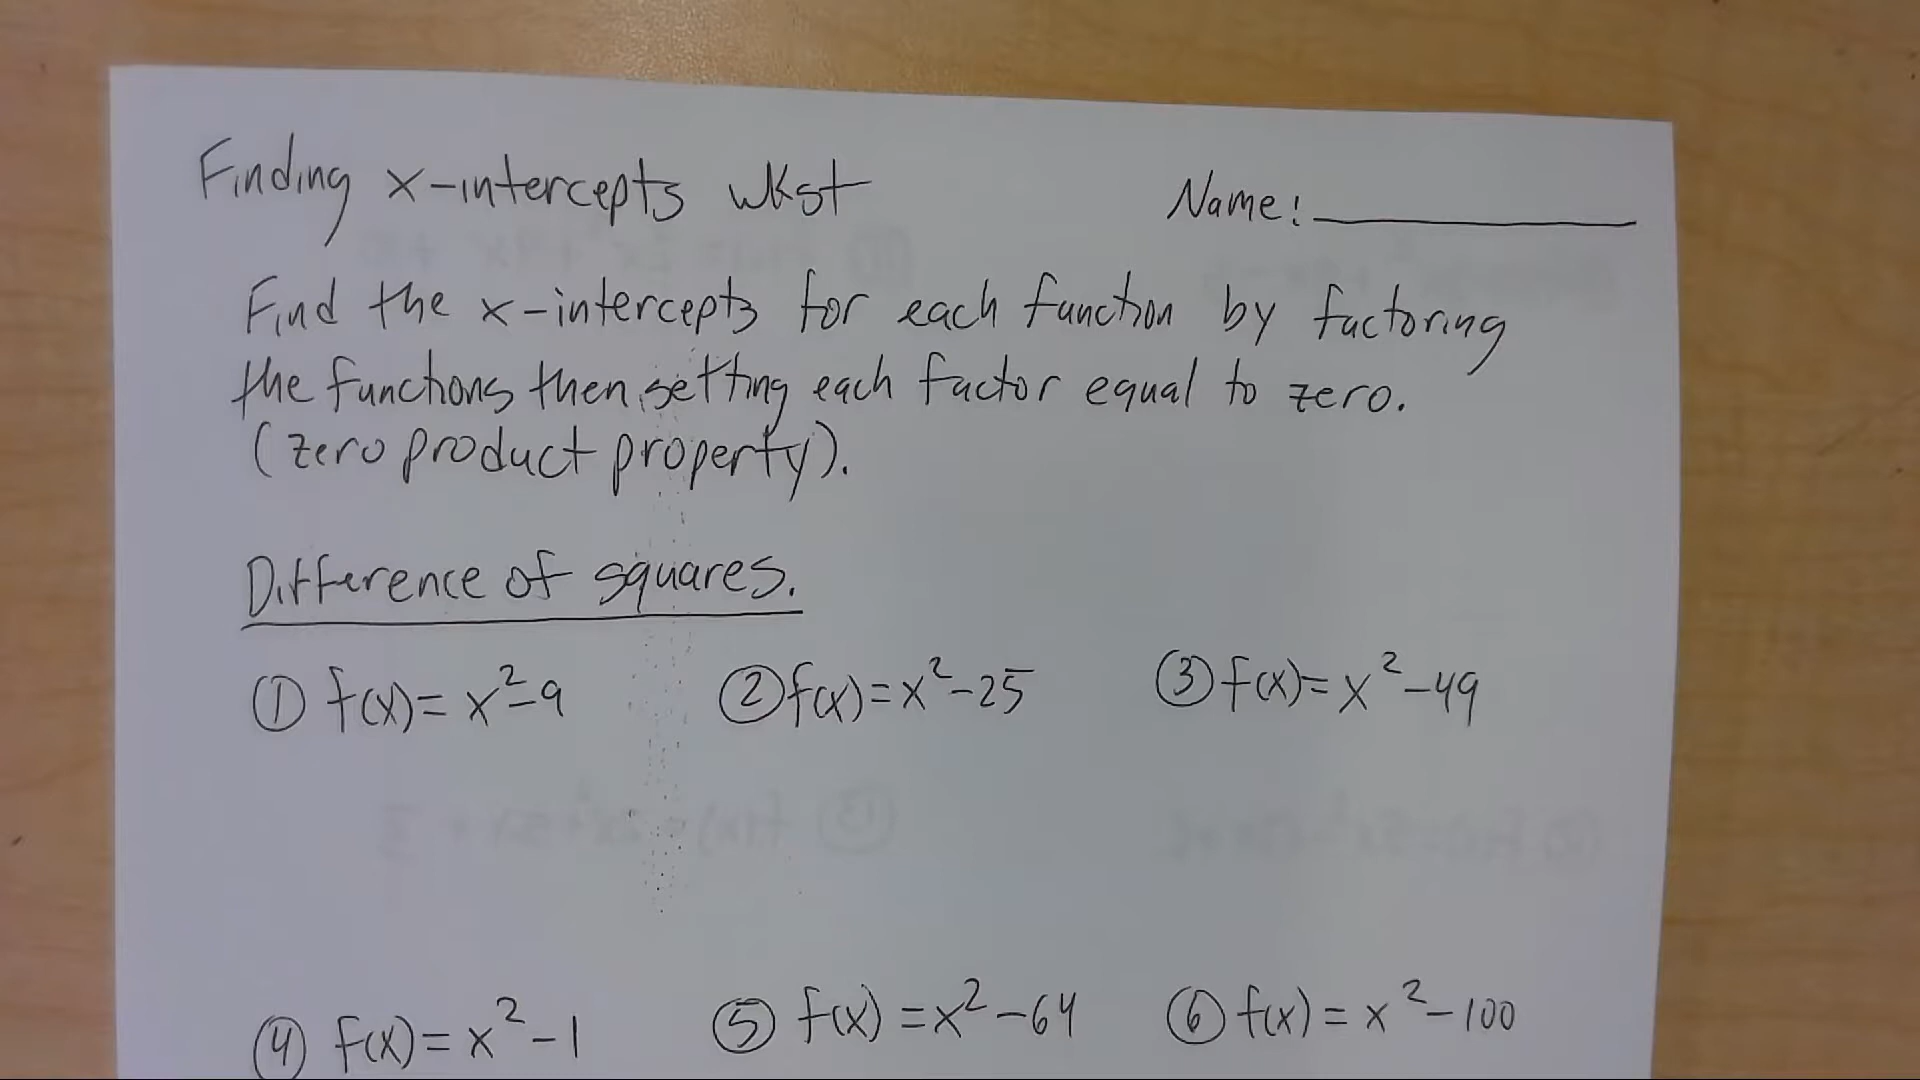 Finding x-intercepts wkst Name: ____________
Find the x-intercepts for each function by factoring
the functions then setting each factor equal to zero.
(zero product property).
Difference of squares.
① f(x) = x²-9 ② f(x) = x²-25 ③ f(x) = x²-49
④ f(x) = x²-1 ⑤ f(x) = x²-64 ⑥ f(x) = x²-100